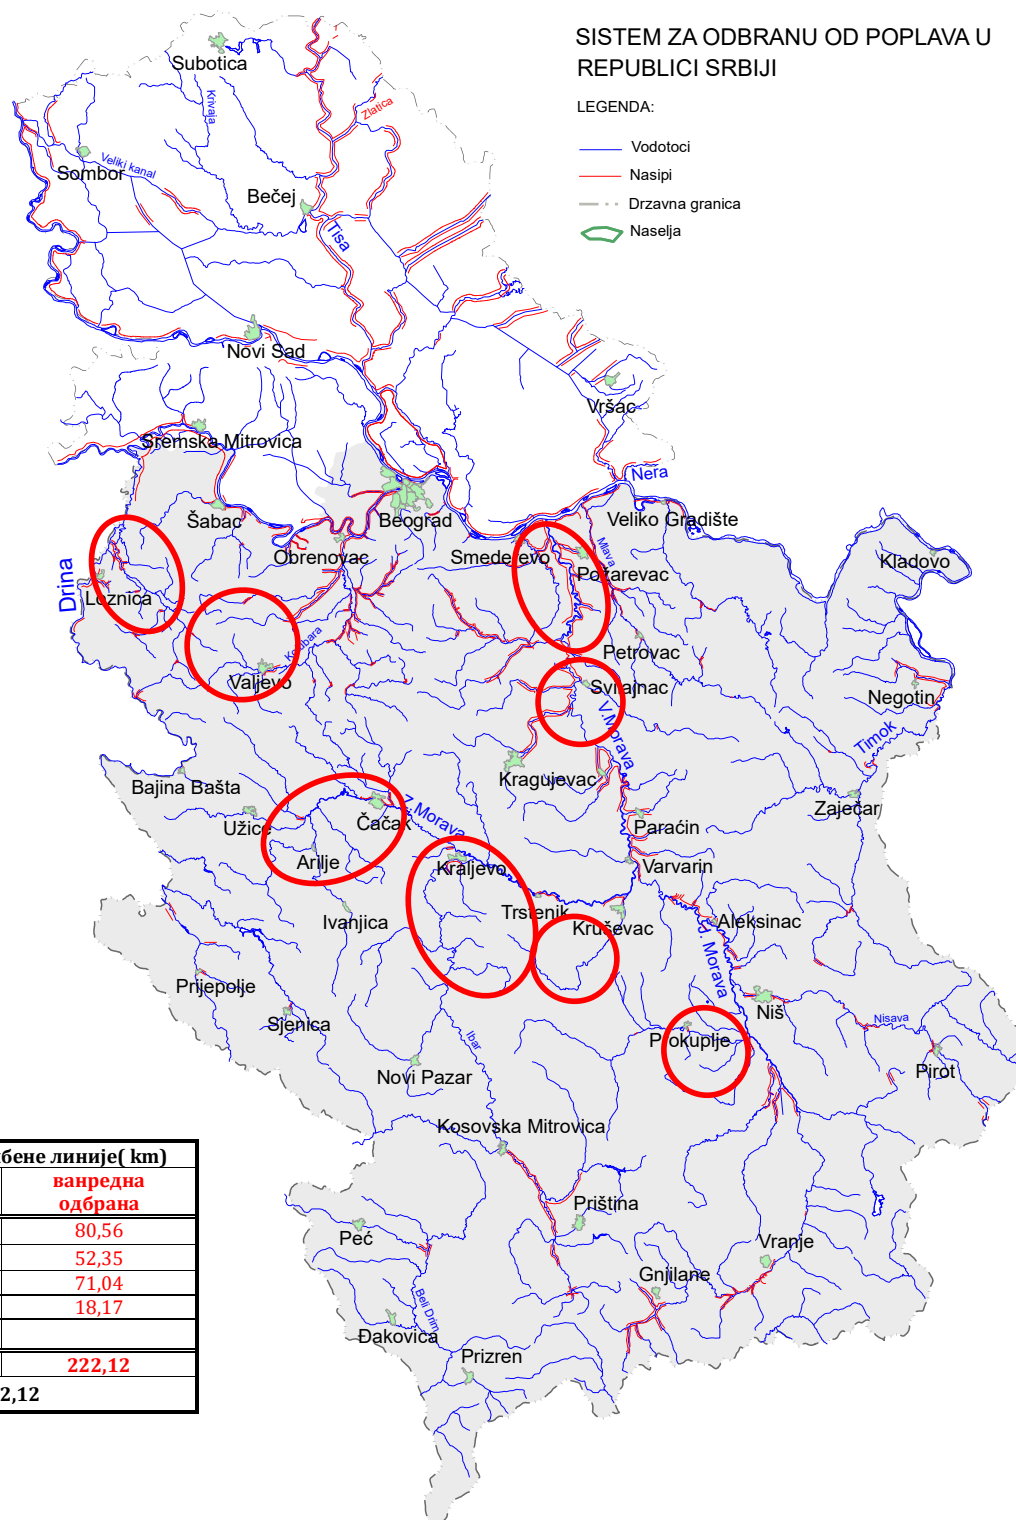 SISTEM ZA ODBRANU OD POPLAVA U
REPUBLICI SRBIJI
LEGENDA:
Vodotoci
Nasipi
Drzavna granica
Naselja
Subotica
Krivaja
Zlatica
Sombor
Veliki kanal
Bečej
Tisa
Novi Sad
Vršac
Sremska Mitrovica
Nera
Šabac
Beograd
Veliko Gradište
Obrenovac
Smederevo
Mlava
Požarevac
Kladovo
Drina
Loznica
Kolubara
Petrovac
Valjevo
Svilajnac
Negotin
V.Morava
Timok
Kragujevac
Bajina Bašta
Zaječar
Užice
Čačak
Z.Morava
Paraćin
Arilje
Kraljevo
Varvarin
Trstenik
Ivanjica
Kruševac
Aleksinac
J. Morava
Prijepolje
Niš
Sjenica
Nisava
Prokuplje
Ibar
Novi Pazar
Pirot
Kosovska Mitrovica
бене линије( km)
ванредна
одбрана
80,56
52,35
71,04
18,17
222,12
2,12
Priština
Peć
Vranje
Gnjilane
Beli Drim
Đakovica
Prizren